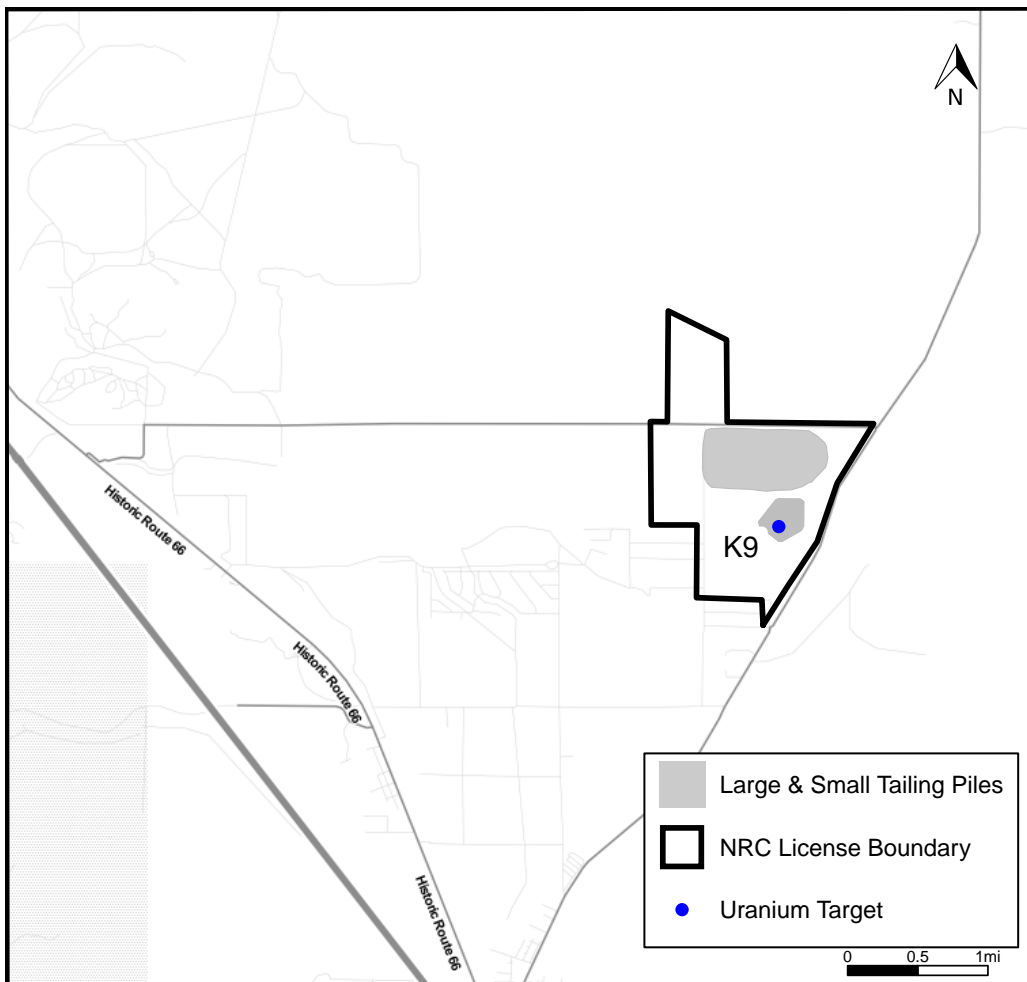 N
K9
Historic Route 66
Historic Route 66
Historic Route 66
Large & Small Tailing Piles
NRC License Boundary
Uranium Target
0 0.5 1mi